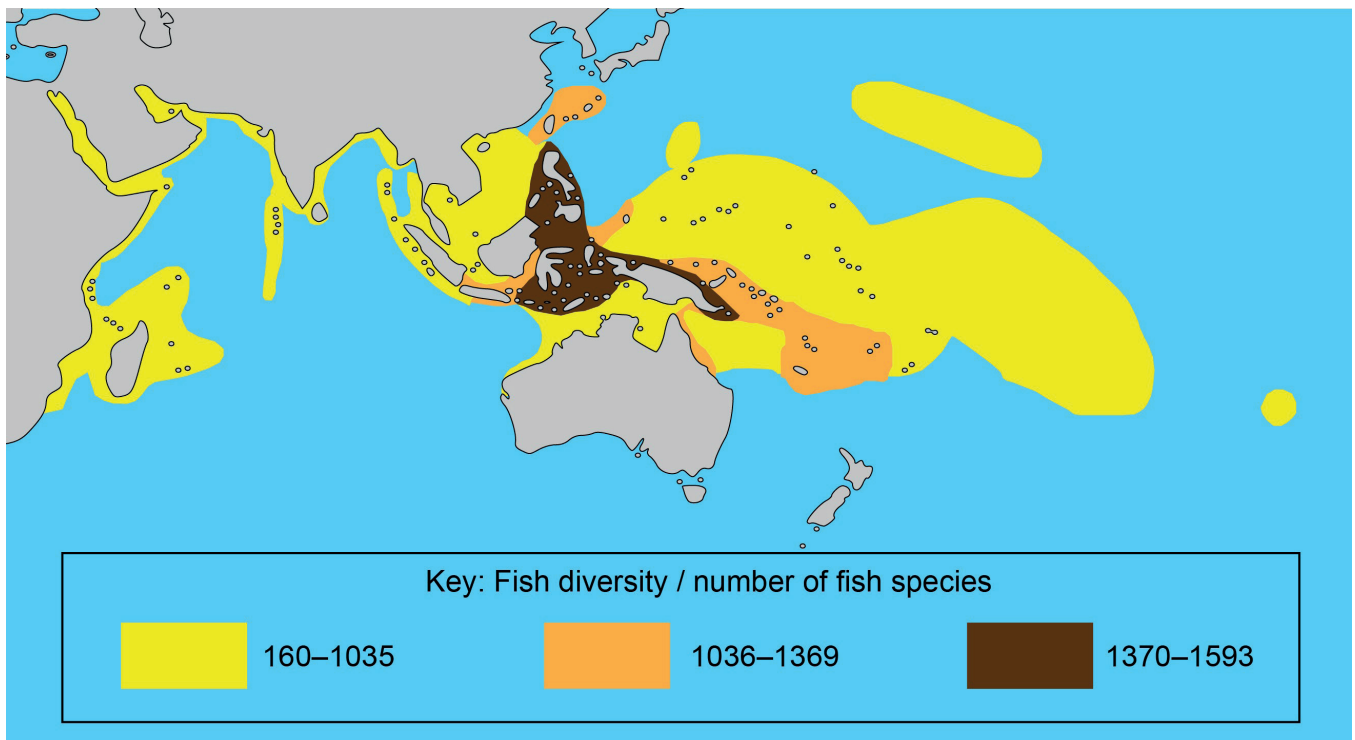 Key: Fish diversity / number of fish species
160–1035
1036–1369
1370–1593